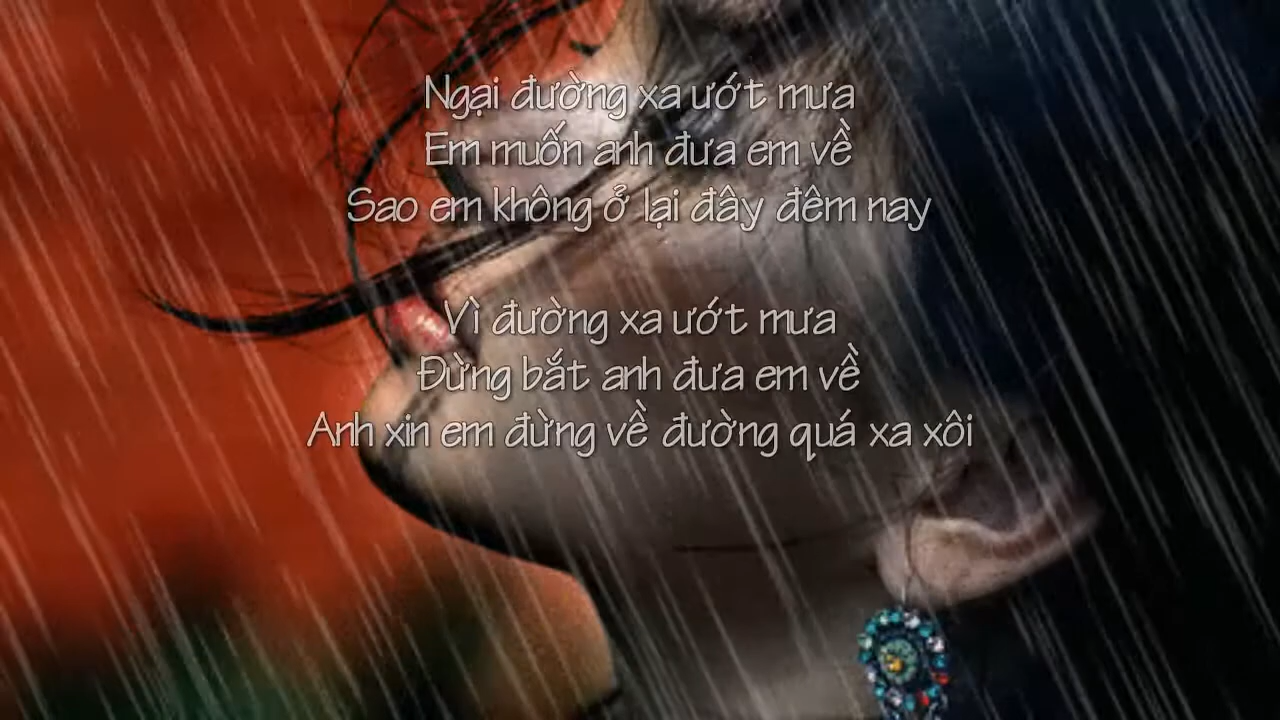 Ngại đường xa ướt mưa
Em muốn anh đưa em về
Sao em không ở lại đây đêm nay
Vì đường xa ướt mưa
Đừng bắt anh đưa em về
Anh xin em đừng về đường quá xa xôi